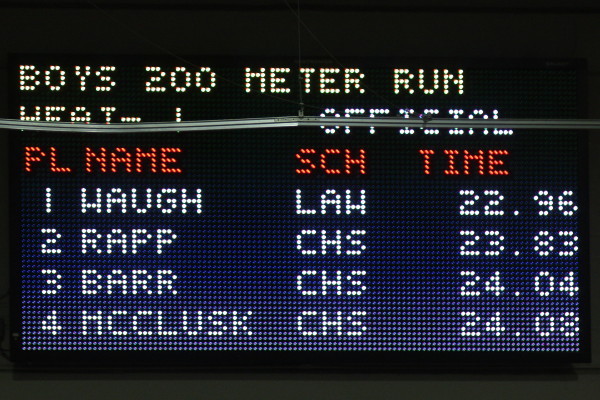 BOYS 200 METER RUN
HEAT- 1 OFFICIAL
PL NAME SCH TIME
1 WAUGH LAW 22.96
2 RAPP CHS 23.83
3 BARR CHS 24.04
4 MCCLUSK CHS 24.08